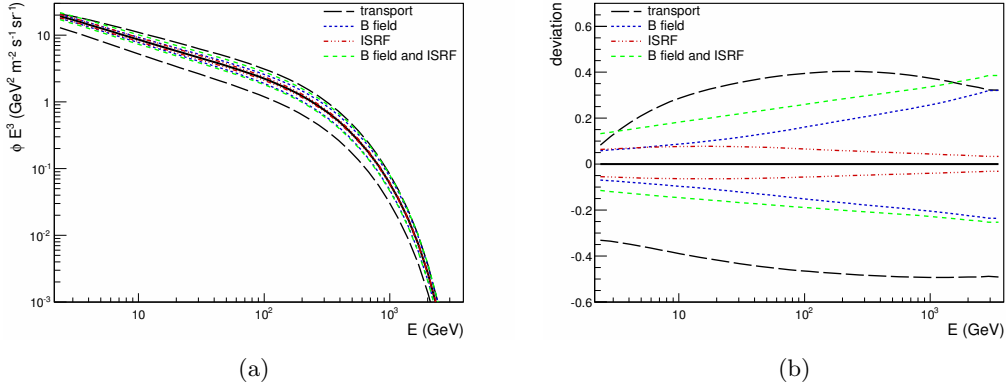 φ E³ (GeV² m⁻² s⁻¹ sr⁻¹)
10
1
10⁻¹
10⁻²
10⁻³
transport
B field
ISRF
B field and ISRF
10
10²
10³
E (GeV)
(a)
deviation
0.6
0.4
0.2
0
-0.2
-0.4
-0.6
transport
B field
ISRF
B field and ISRF
10
10²
10³
E (GeV)
(b)